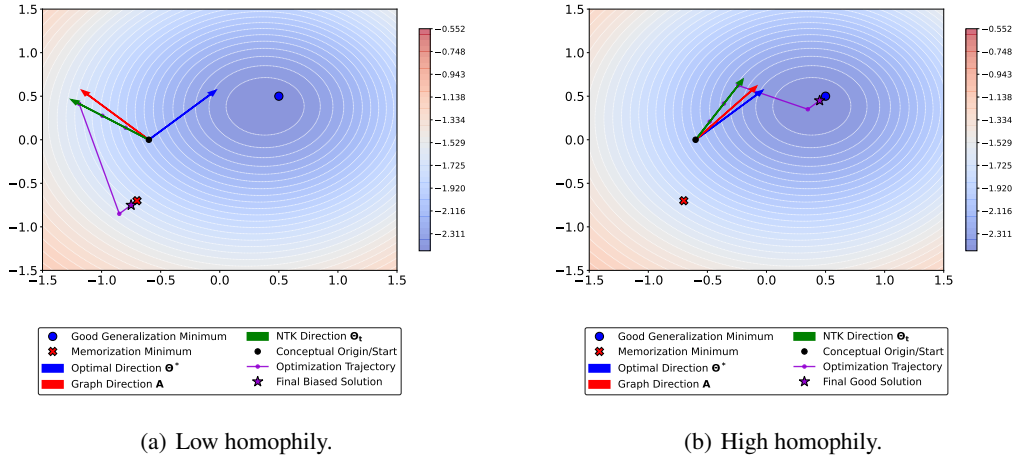 1.5
1.0
0.5
0.0
−0.5
−1.0
−1.5
−1.5 −1.0 −0.5 0.0 0.5 1.0 1.5
−0.552
−0.748
−0.943
−1.138
−1.334
−1.529
−1.725
−1.920
−2.116
−2.311
Good Generalization Minimum
Memorization Minimum
Optimal Direction Θ*
Graph Direction A
NTK Direction Θt
Conceptual Origin/Start
Optimization Trajectory
Final Biased Solution
(a) Low homophily.
1.5
1.0
0.5
0.0
−0.5
−1.0
−1.5
−1.5 −1.0 −0.5 0.0 0.5 1.0 1.5
−0.552
−0.748
−0.943
−1.138
−1.334
−1.529
−1.725
−1.920
−2.116
−2.311
Good Generalization Minimum
Memorization Minimum
Optimal Direction Θ*
Graph Direction A
NTK Direction Θt
Conceptual Origin/Start
Optimization Trajectory
Final Good Solution
(b) High homophily.